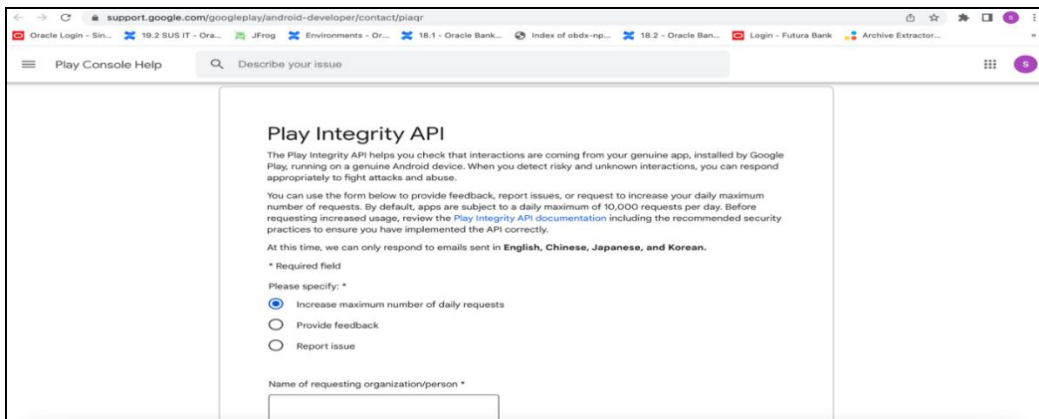 support.google.com/googleplay/android-developer/contact/piaqr
Oracle Login - Sin... 19.2 SUS IT - Ora... JFrog Environments - Or... 18.1 - Oracle Bank... Index of obdx-np... 18.2 - Oracle Ban... Login - Futura Bank Archive Extractor... »
Play Console Help Describe your issue S
Play Integrity API
The Play Integrity API helps you check that interactions are coming from your genuine app, installed by Google
Play, running on a genuine Android device. When you detect risky and unknown interactions, you can respond
appropriately to fight attacks and abuse.
You can use the form below to provide feedback, report issues, or request to increase your daily maximum
number of requests. By default, apps are subject to a daily maximum of 10,000 requests per day. Before
requesting increased usage, review the Play Integrity API documentation including the recommended security
practices to ensure you have implemented the API correctly.
At this time, we can only respond to emails sent in English, Chinese, Japanese, and Korean.
* Required field
Please specify: *
Increase maximum number of daily requests
Provide feedback
Report issue
Name of requesting organization/person *